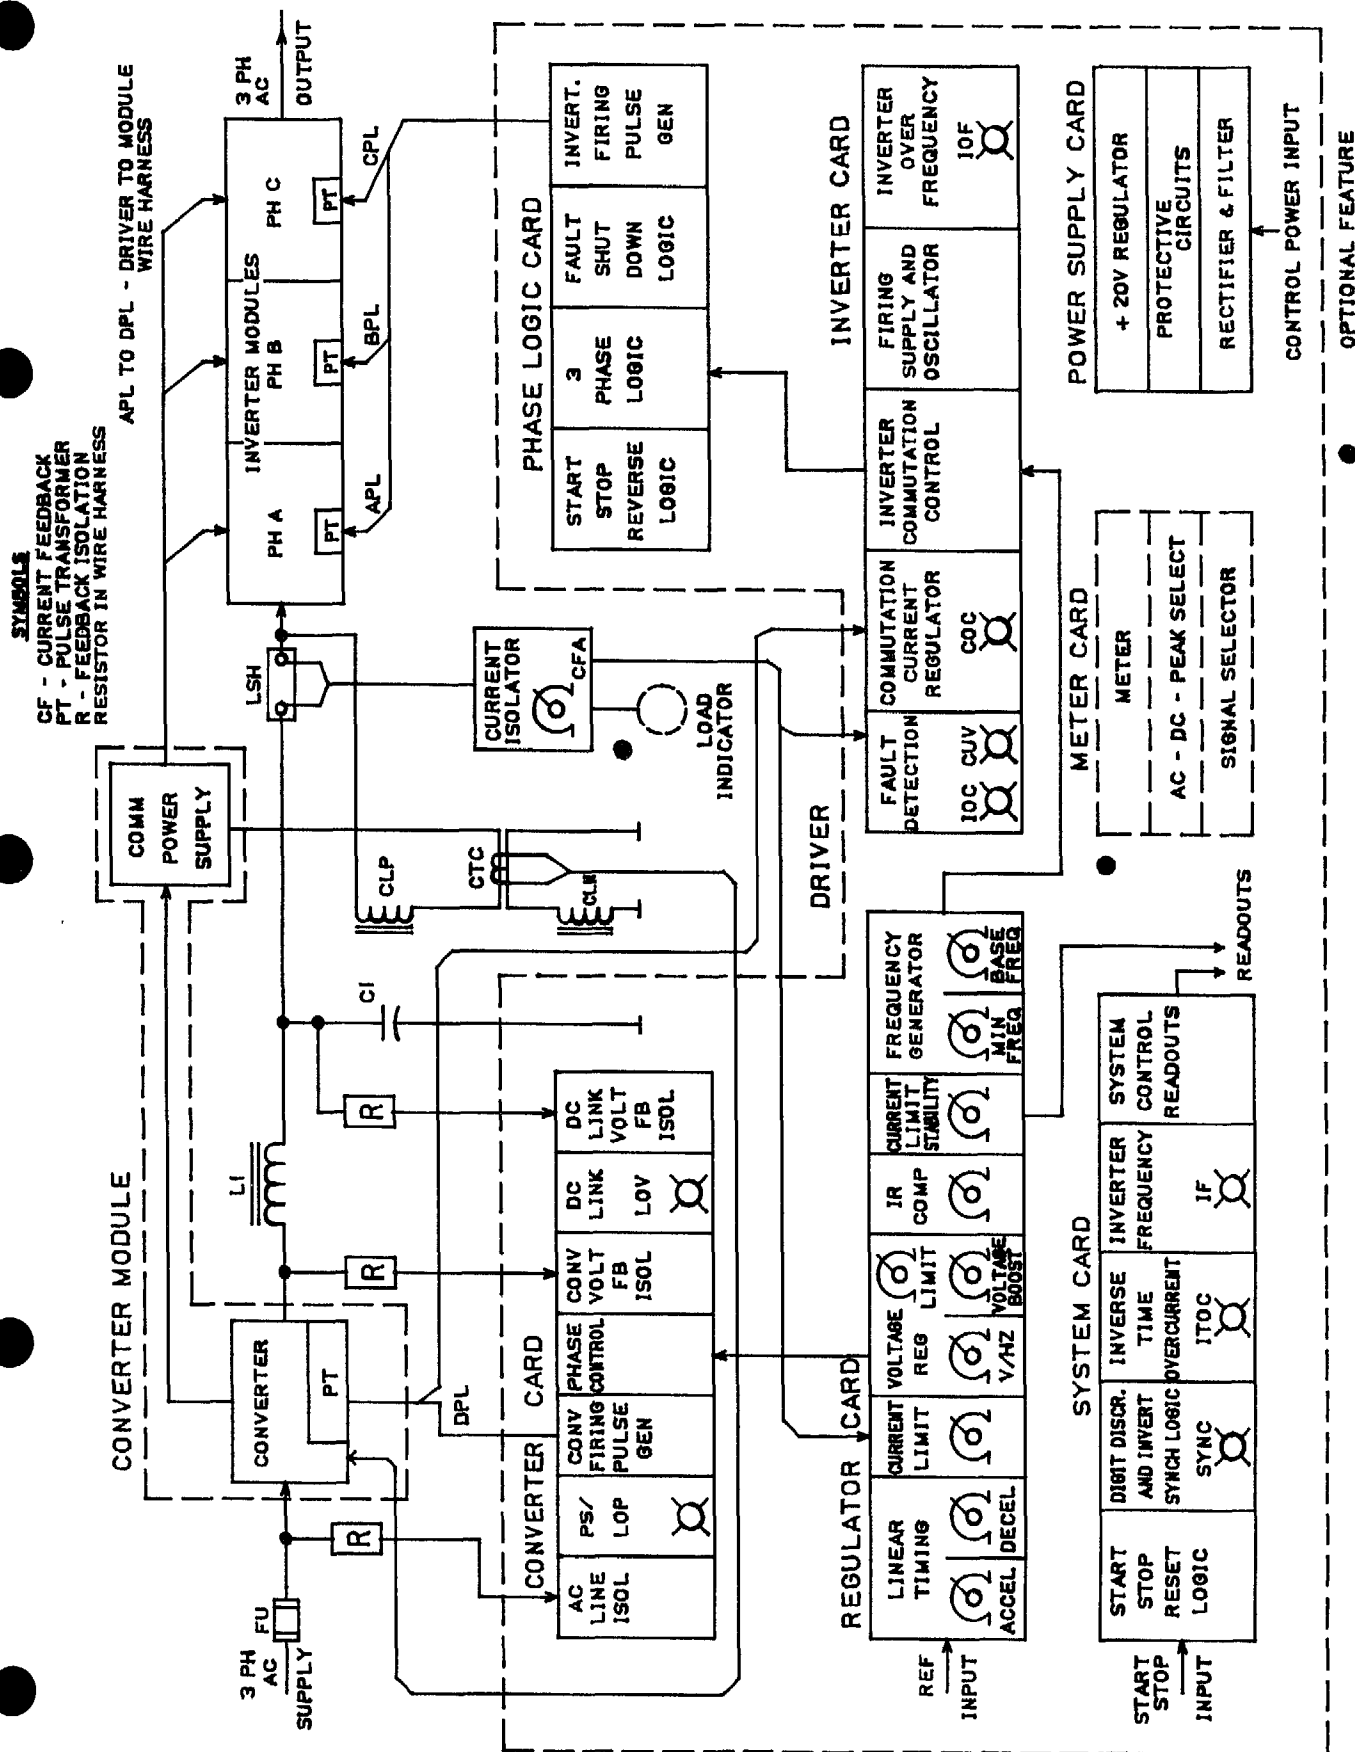 SYMBOLS
CF - CURRENT FEEDBACK
PT - PULSE TRANSFORMER
R - FEEDBACK ISOLATION
RESISTOR IN WIRE HARNESS
APL TO DPL - DRIVER TO MODULE
WIRE HARNESS
CONVERTER MODULE
COMM
POWER
SUPPLY
3 PH
AC
SUPPLY
FU
CONVERTER
PT
R
R
R
L1
C1
LSH
INVERTER MODULES
PH A
PH B
PH C
PT
PT
PT
APL
BPL
CPL
3 PH
AC
OUTPUT
DPL
CLP
CTC
CLN
CURRENT
ISOLATOR
CFA
LOAD
INDICATOR
DRIVER
CONVERTER CARD
AC
LINE
ISOL
PS/
LOP
CONV
FIRING
PULSE
GEN
PHASE
CONTROL
CONV
VOLT
FB
ISOL
DC
LINK
LOV
DC
LINK
VOLT
FB
ISOL
PHASE LOGIC CARD
START
STOP
REVERSE
LOGIC
3
PHASE
LOGIC
FAULT
SHUT
DOWN
LOGIC
INVERT.
FIRING
PULSE
GEN
REGULATOR CARD
REF
INPUT
LINEAR
TIMING
ACCEL
DECEL
CURRENT
LIMIT
VOLTAGE
REG
LIMIT
V/HZ
VOLTAGE
BOOST
IR
COMP
CURRENT
LIMIT
STABILITY
FREQUENCY
GENERATOR
MIN
FREQ
BASE
FREQ
INVERTER CARD
FAULT
DETECTION
IOC
CUV
COMMUTATION
CURRENT
REGULATOR
COC
INVERTER
COMMUTATION
CONTROL
FIRING
SUPPLY AND
OSCILLATOR
INVERTER
OVER
FREQUENCY
IOF
SYSTEM CARD
START
STOP
INPUT
START
STOP
RESET
LOGIC
DIGIT DISCR.
AND INVERT
SYNCH LOGIC
SYNC
INVERSE
TIME
OVERCURRENT
ITOC
INVERTER
FREQUENCY
IF
SYSTEM
CONTROL
READOUTS
READOUTS
METER CARD
METER
AC - DC - PEAK SELECT
SIGNAL SELECTOR
POWER SUPPLY CARD
+ 20V REGULATOR
PROTECTIVE
CIRCUITS
RECTIFIER & FILTER
CONTROL POWER INPUT
OPTIONAL FEATURE